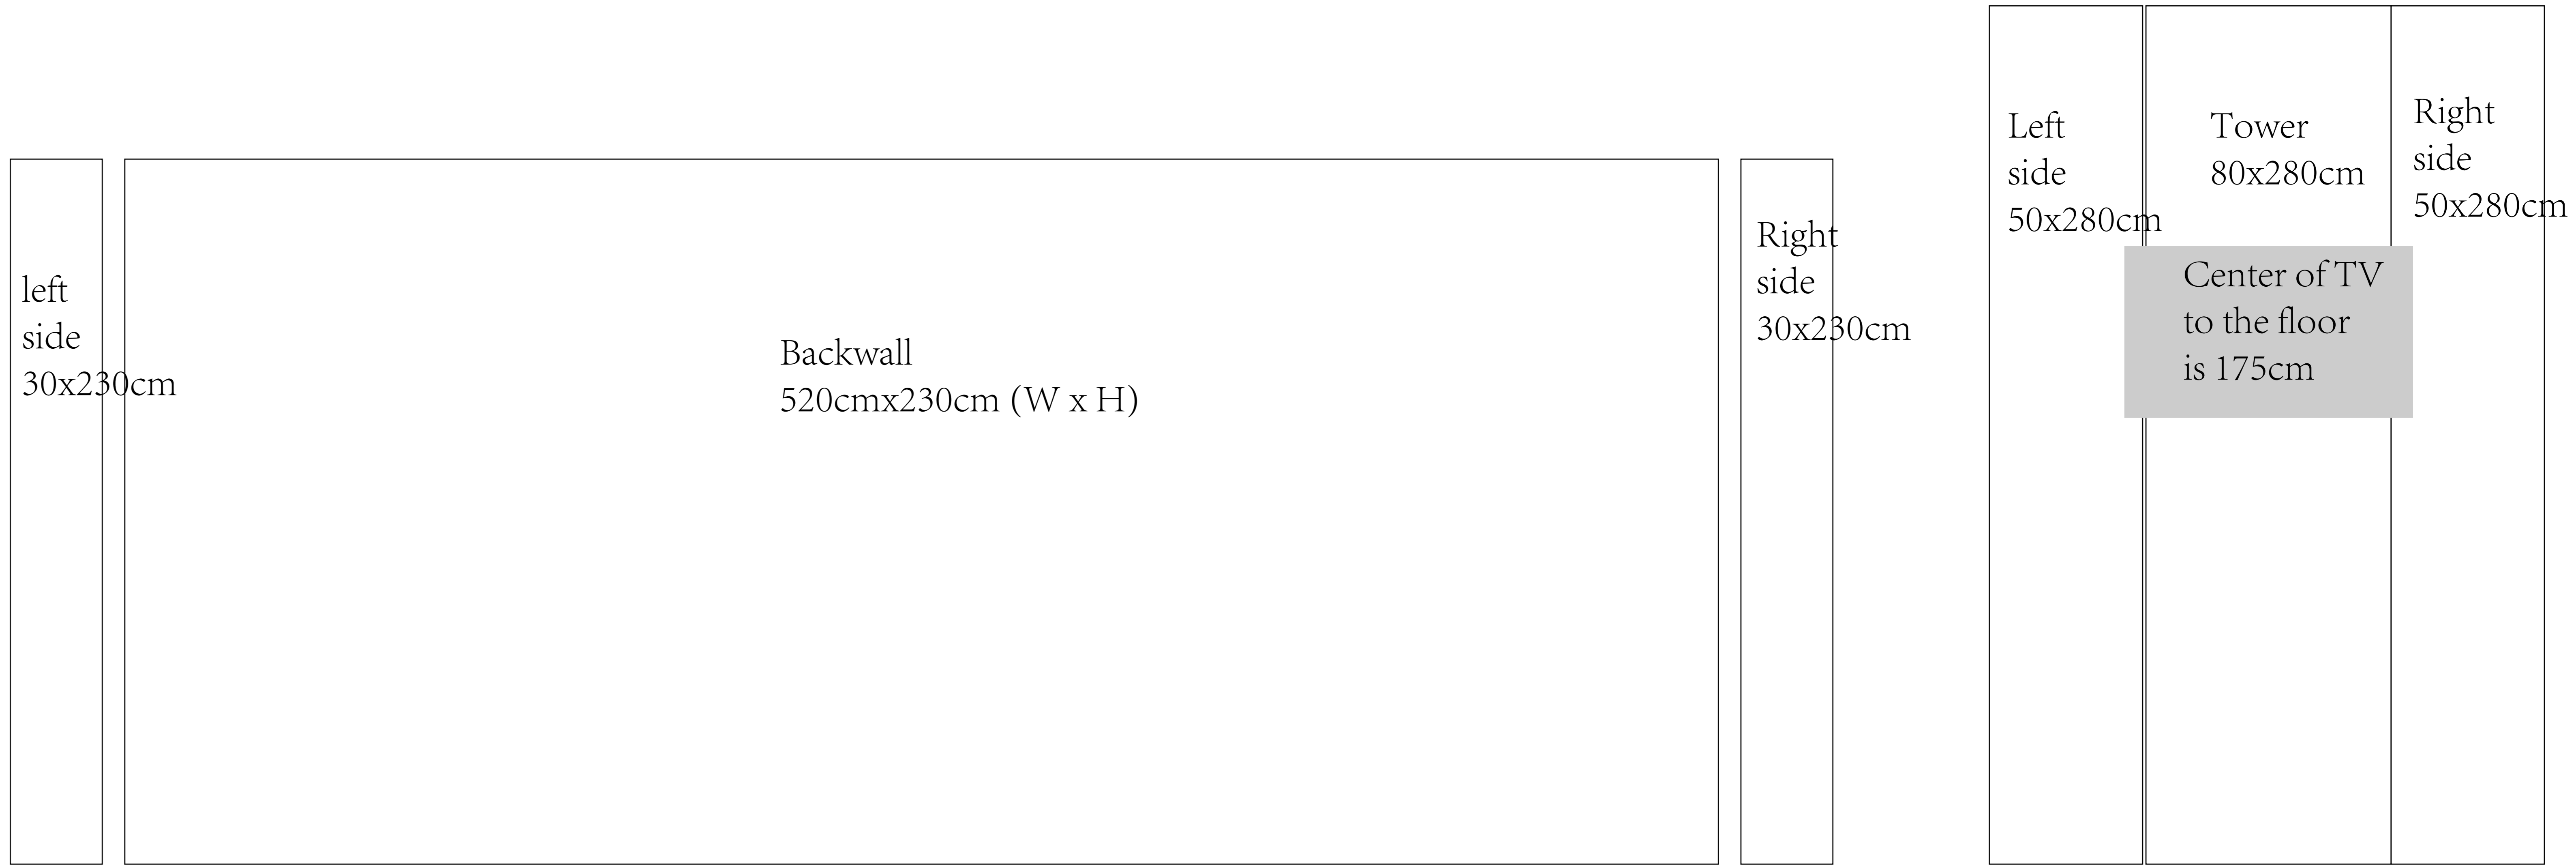 left
side
30x230cm
Backwall
520cmx230cm (W x H)
Right
side
30x230cm
Left
side
50x280cm
Tower
80x280cm
Right
side
50x280cm
Center of TV
to the floor
is 175cm